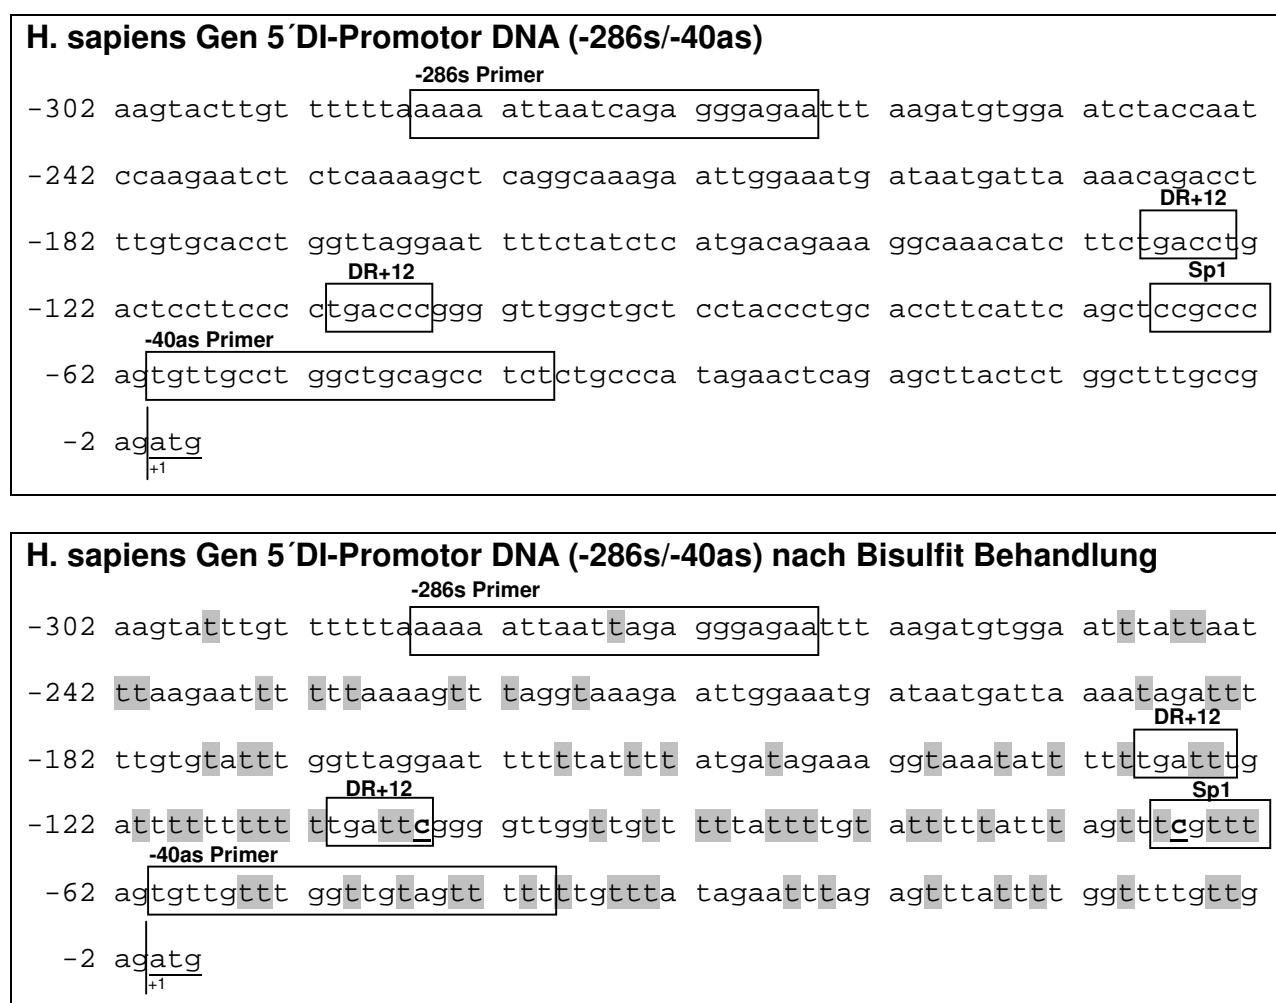 H. sapiens Gen 5´DI-Promotor DNA (-286s/-40as)
-286s Primer
-302 aagtacttgt tttttaaaaa attaatcaga gggagaattt aagatgtgga atctaccaat
-242 ccaagaatct ctcaaaagct caggcaaaga attggaaatg ataatgatta aaacagacct
DR+12
-182 ttgtgcacct ggttaggaat tttctatctc atgacagaaa ggcaaacatc ttctgacctg
DR+12 Sp1
-122 actccttccc ctgacccggg gttggctgct cctaccctgc accttcattc agctccgccc
-40as Primer
-62 agtgttgcct ggctgcagcc tctctgccca tagaactcag agcttactct ggctttgccg
-2 agatg
+1
H. sapiens Gen 5´DI-Promotor DNA (-286s/-40as) nach Bisulfit Behandlung
-286s Primer
-302 aagtatttgt tttttaaaaa attaattaga gggagaattt aagatgtgga atttattaat
-242 ttaagaattt tttaaaagtt taggtaaaga attggaaatg ataatgatta aaatagattt
DR+12
-182 ttgtgtattt ggttaggaat tttttatttt atgatagaaa ggtaaatatt ttttgatttg
DR+12 Sp1
-122 attttttttt ttgattcggg gttggttgtt tttattttgt atttttattt agtttcgttt
-40as Primer
-62 agtgttgttt ggttgtagtt tttttgttta tagaatttag agtttatttt ggttttgttg
-2 agatg
+1